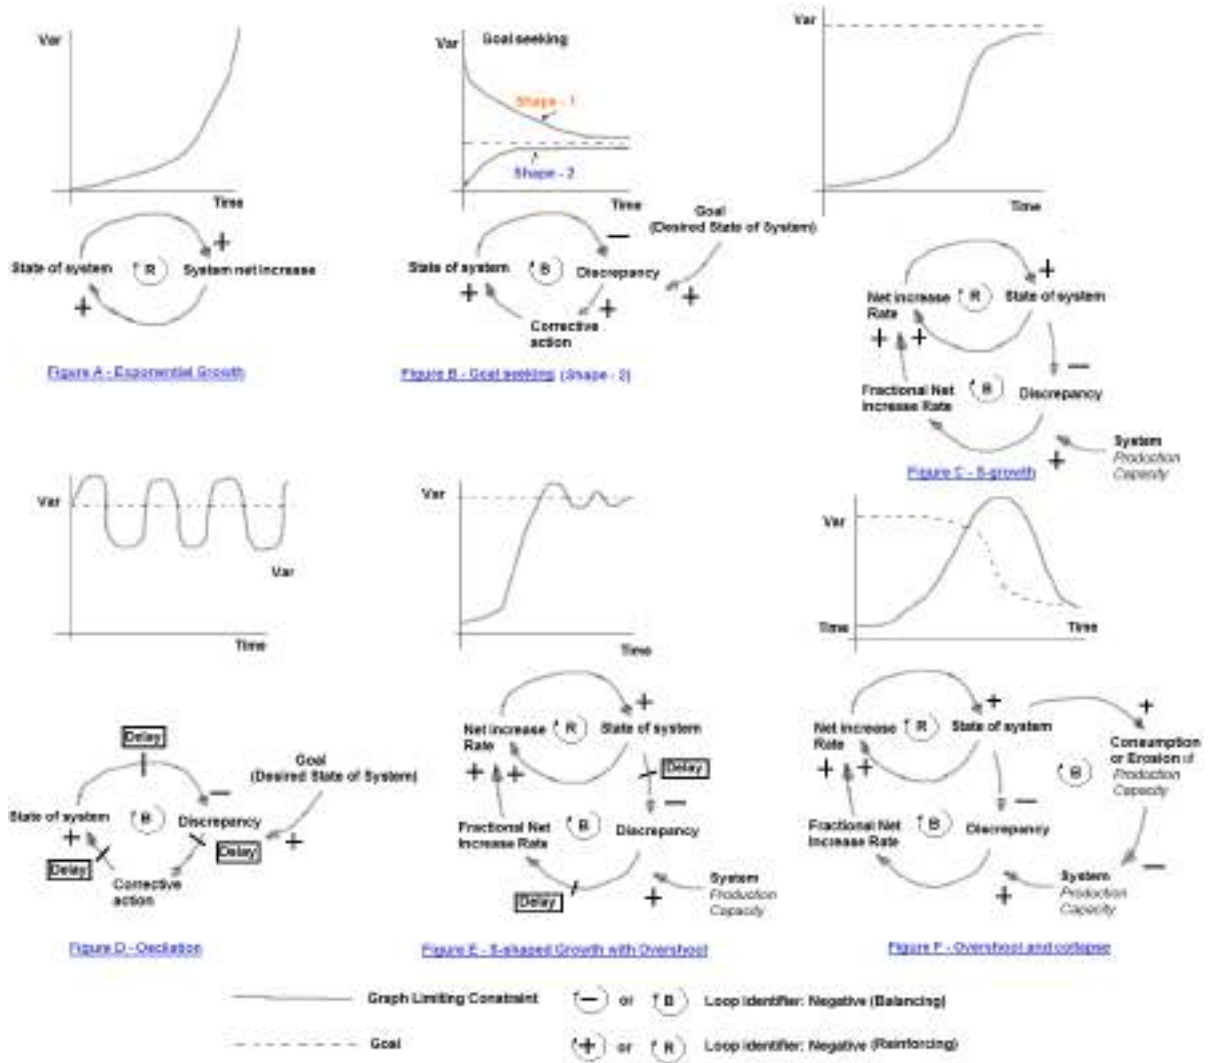 Var
Time
State of system
R
System net increase
+
+
Figure A - Exponential Growth
Var
Goal seeking
Shape - 1
Shape - 2
Time
Goal
(Desired State of System)
State of system
B
Discrepancy
−
+
+
+
Corrective
action
Figure B - Goal seeking (Shape - 2)
Var
Time
Net increase
Rate
R
State of system
+
+
+
−
Fractional Net
Increase Rate
B
Discrepancy
+
System
Production
Capacity
Figure C - S-growth
Var
Var
Time
Delay
Goal
(Desired State of System)
State of system
B
Discrepancy
−
+
+
Delay
Delay
Corrective
action
Figure D - Oscilation
Var
Time
Net increase
Rate
R
State of system
+
+
+
Delay
−
Fractional Net
Increase Rate
B
Discrepancy
Delay
+
System
Production
Capacity
Figure E - S-shaped Growth with Overshoot
Var
Time
Time
Net increase
Rate
R
State of system
+
+
+
+
Consumption
or Erosion of
Production
Capacity
B
−
Fractional Net
Increase Rate
B
Discrepancy
−
+
System
Production
Capacity
Figure F - Overshoot and collapse
Graph Limiting Constraint
− or B Loop Identifier: Negative (Balancing)
Goal
+ or R Loop identifier: Negative (Reinforcing)